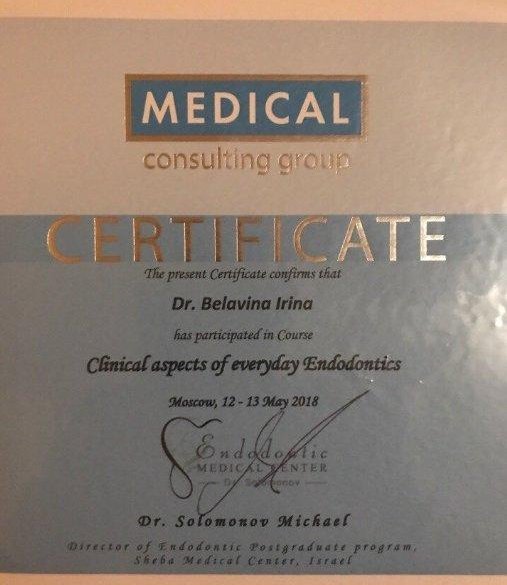 MEDICAL
consulting group
CERTIFICATE
The present Certificate confirms that
Dr. Belavina Irina
has participated in Course
Clinical aspects of everyday Endodontics
Moscow, 12 - 13 May 2018
Endodontic
MEDICAL CENTER
Dr. Solomonov
Dr. Solomonov Michael
Director of Endodontic Postgraduate program,
Sheba Medical Center, Israel